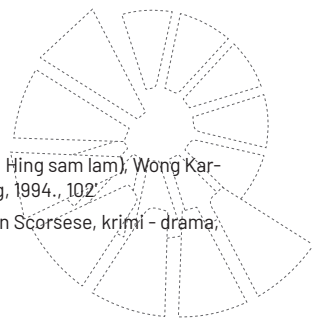 Hing sam lam), Wong Kar-
g, 1994., 102'
n Scorsese, krimi - drama,